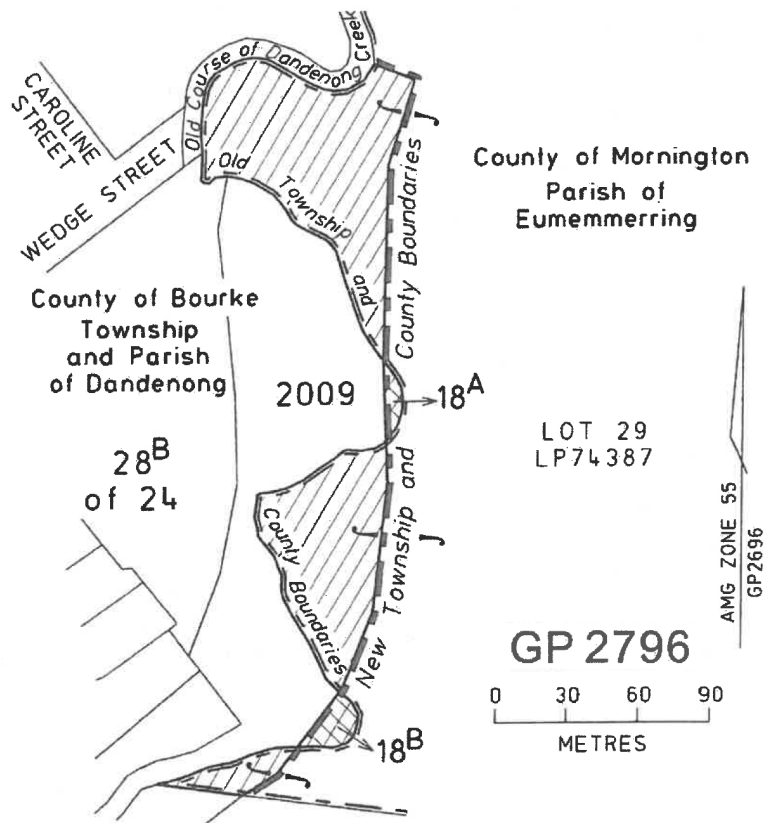 Old Course of Dandenong Creek
CAROLINE
STREET
WEDGE STREET
Old Township and
County Boundaries
County of Mornington
Parish of
Eumemmerring
County of Bourke
Township
and Parish
of Dandenong
2009
18A
28B
of 24
LOT 29
LP74387
County Boundaries
New Township and
AMG ZONE 55
GP2696
GP 2796
0 30 60 90
METRES
18B